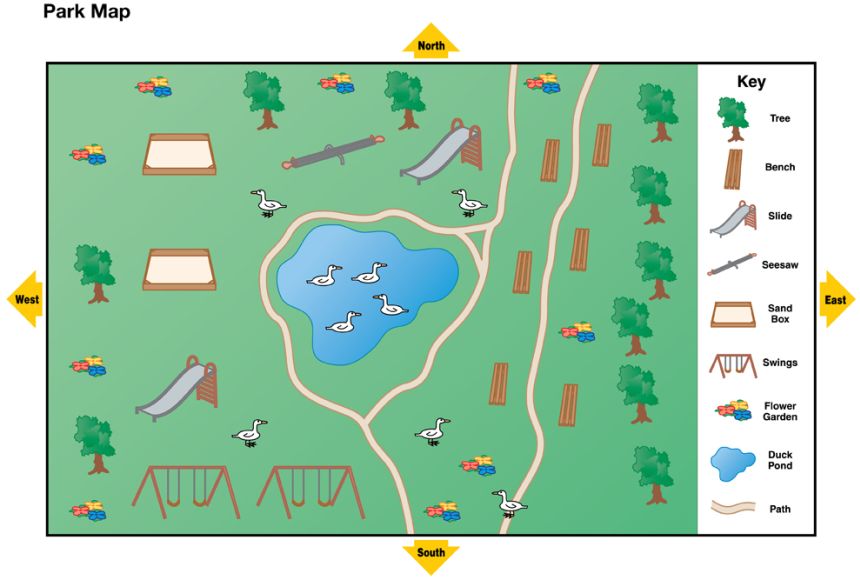 Park Map
North
Key
Tree
Bench
Slide
Seesaw
West
East
Sand
Box
Swings
Flower
Garden
Duck
Pond
Path
South